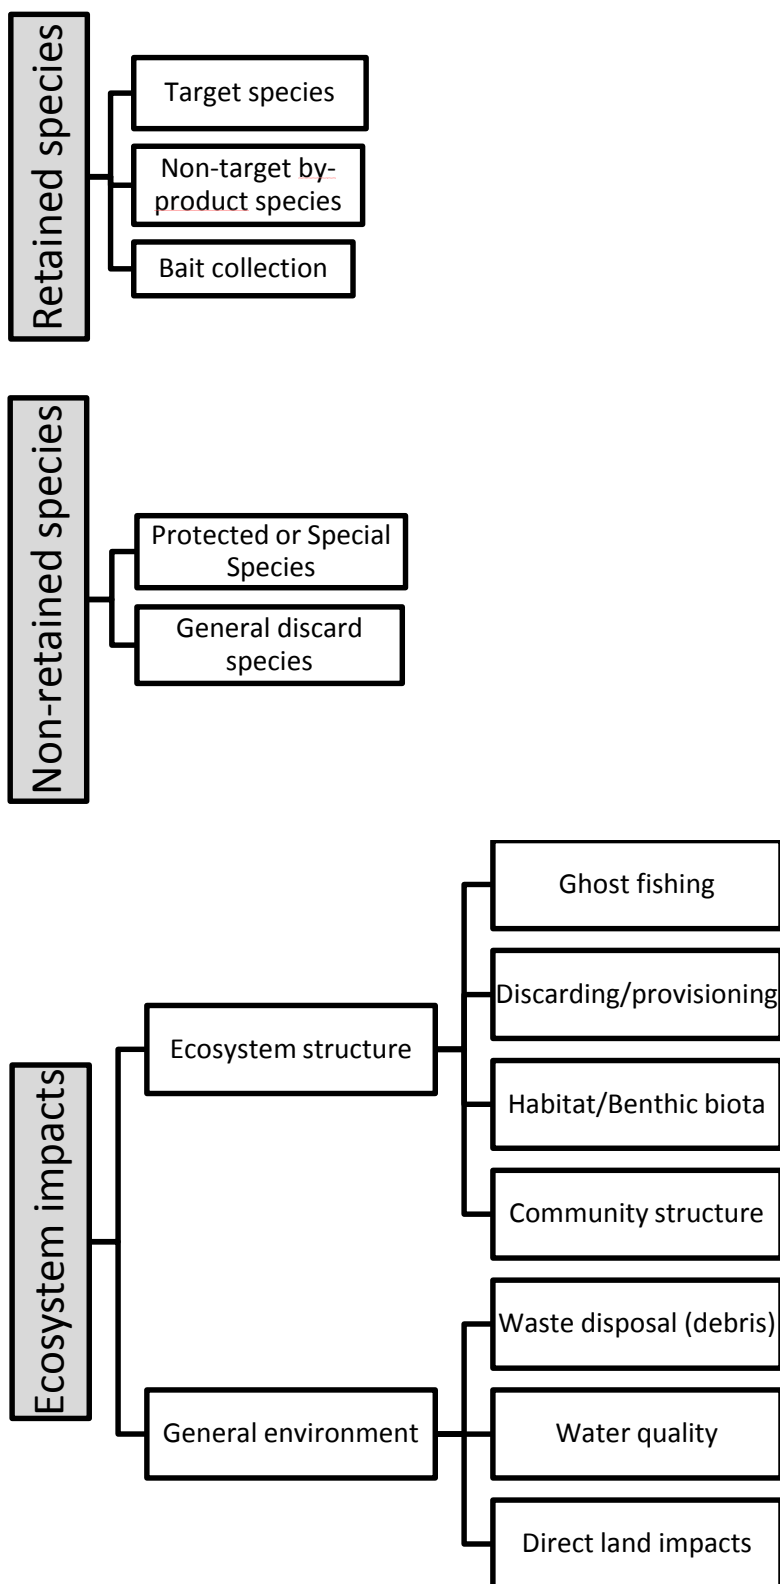 Retained species
Target species
Non-target by-
product species
Bait collection
Non-retained species
Protected or Special
Species
General discard
species
Ecosystem impacts
Ecosystem structure
Ghost fishing
Discarding/provisioning
Habitat/Benthic biota
Community structure
General environment
Waste disposal (debris)
Water quality
Direct land impacts